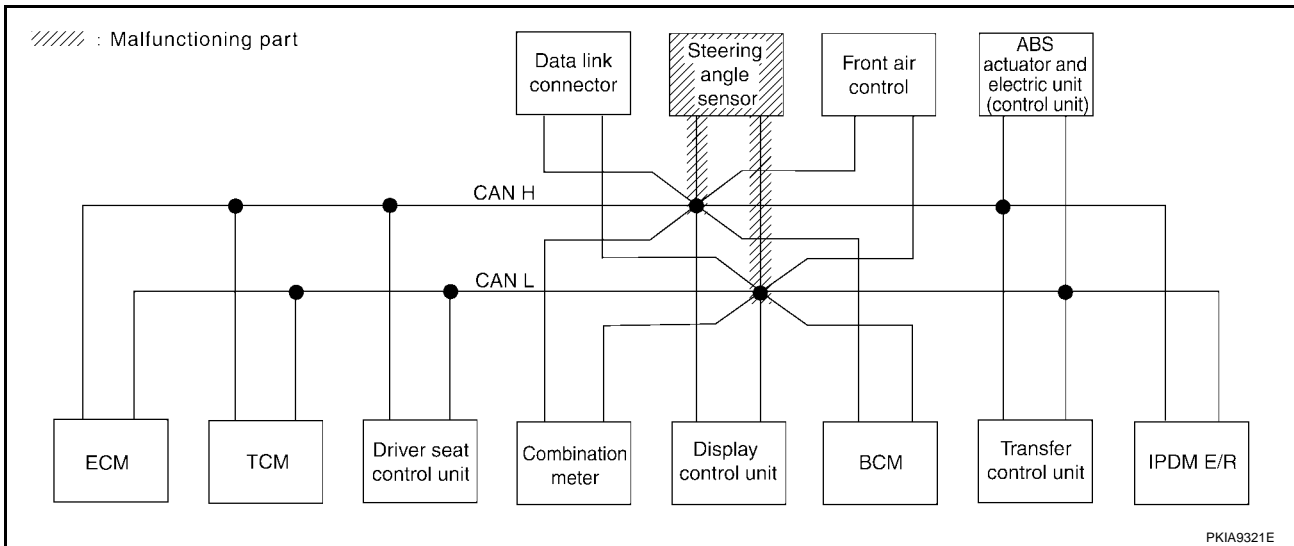 : Malfunctioning part
Data link
connector
Steering
angle
sensor
Front air
control
ABS
actuator and
electric unit
(control unit)
CAN H
CAN L
ECM
TCM
Driver seat
control unit
Combination
meter
Display
control unit
BCM
Transfer
control unit
IPDM E/R
PKIA9321E